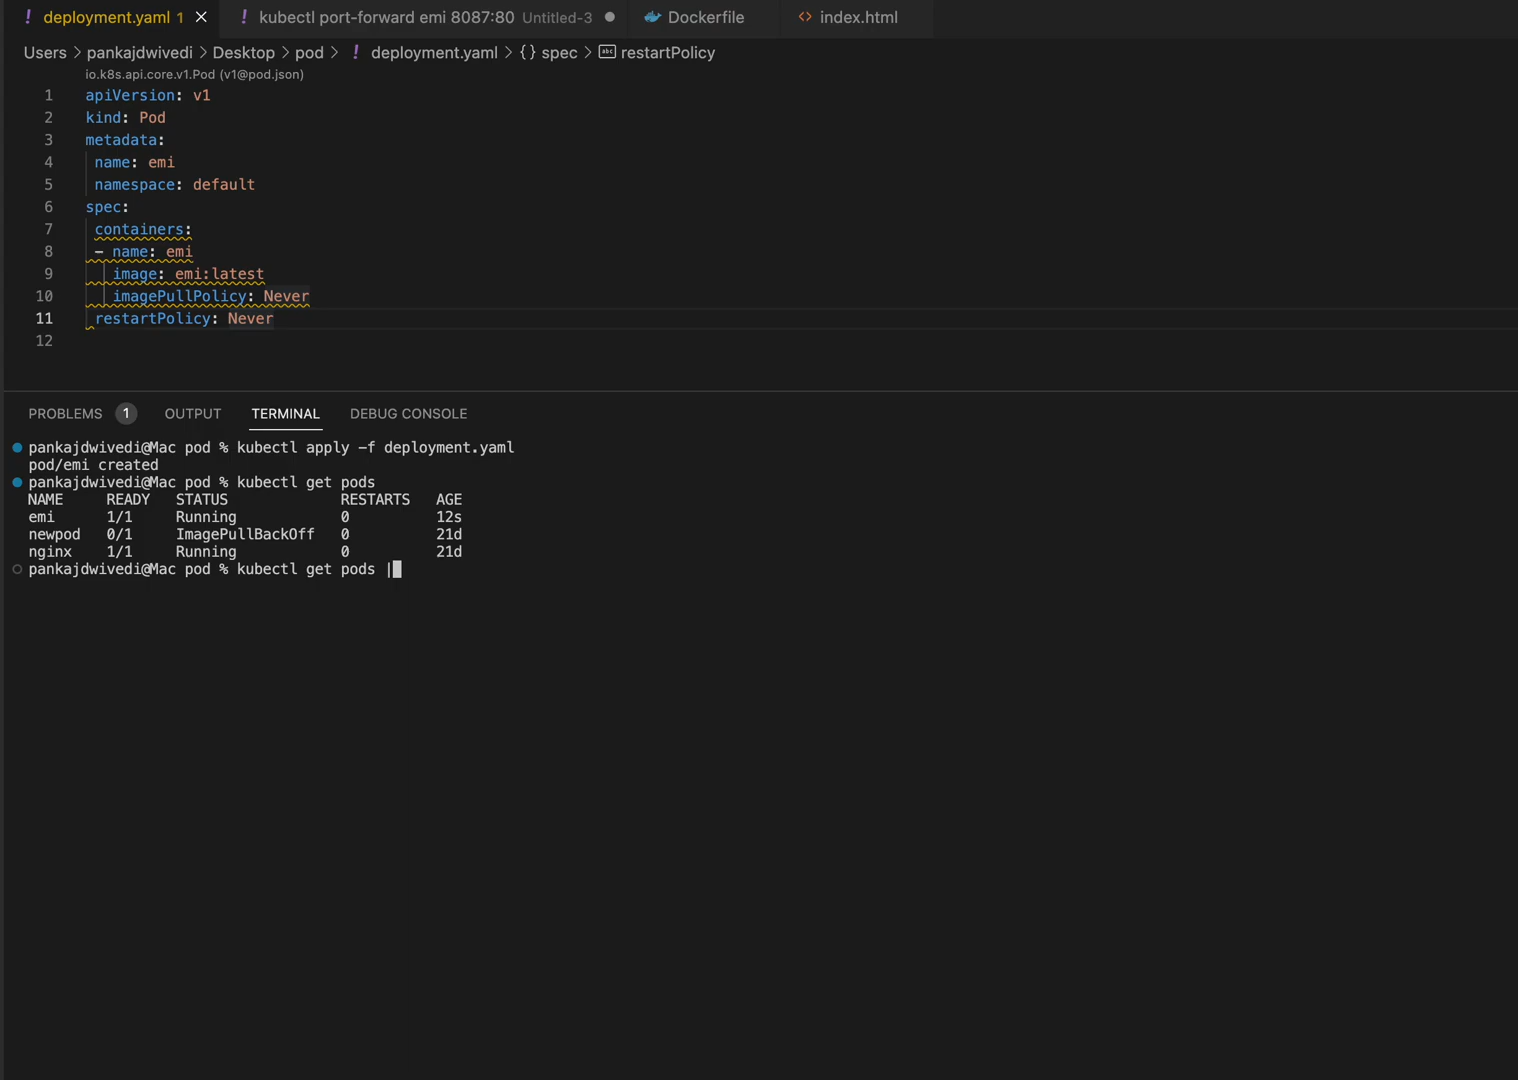 ! deployment.yaml 1 × ! kubectl port-forward emi 8087:80 Untitled-3 ● Dockerfile <> index.html
Users > pankajdwivedi > Desktop > pod > ! deployment.yaml > {} spec > abc restartPolicy
io.k8s.api.core.v1.Pod (v1@pod.json)
1 apiVersion: v1
2 kind: Pod
3 metadata:
4 name: emi
5 namespace: default
6 spec:
7 containers:
8 - name: emi
9 image: emi:latest
10 imagePullPolicy: Never
11 restartPolicy: Never
12
PROBLEMS 1 OUTPUT TERMINAL DEBUG CONSOLE
pankajdwivedi@Mac pod % kubectl apply -f deployment.yaml
pod/emi created
pankajdwivedi@Mac pod % kubectl get pods
NAME READY STATUS RESTARTS AGE
emi 1/1 Running 0 12s
newpod 0/1 ImagePullBackOff 0 21d
nginx 1/1 Running 0 21d
pankajdwivedi@Mac pod % kubectl get pods |